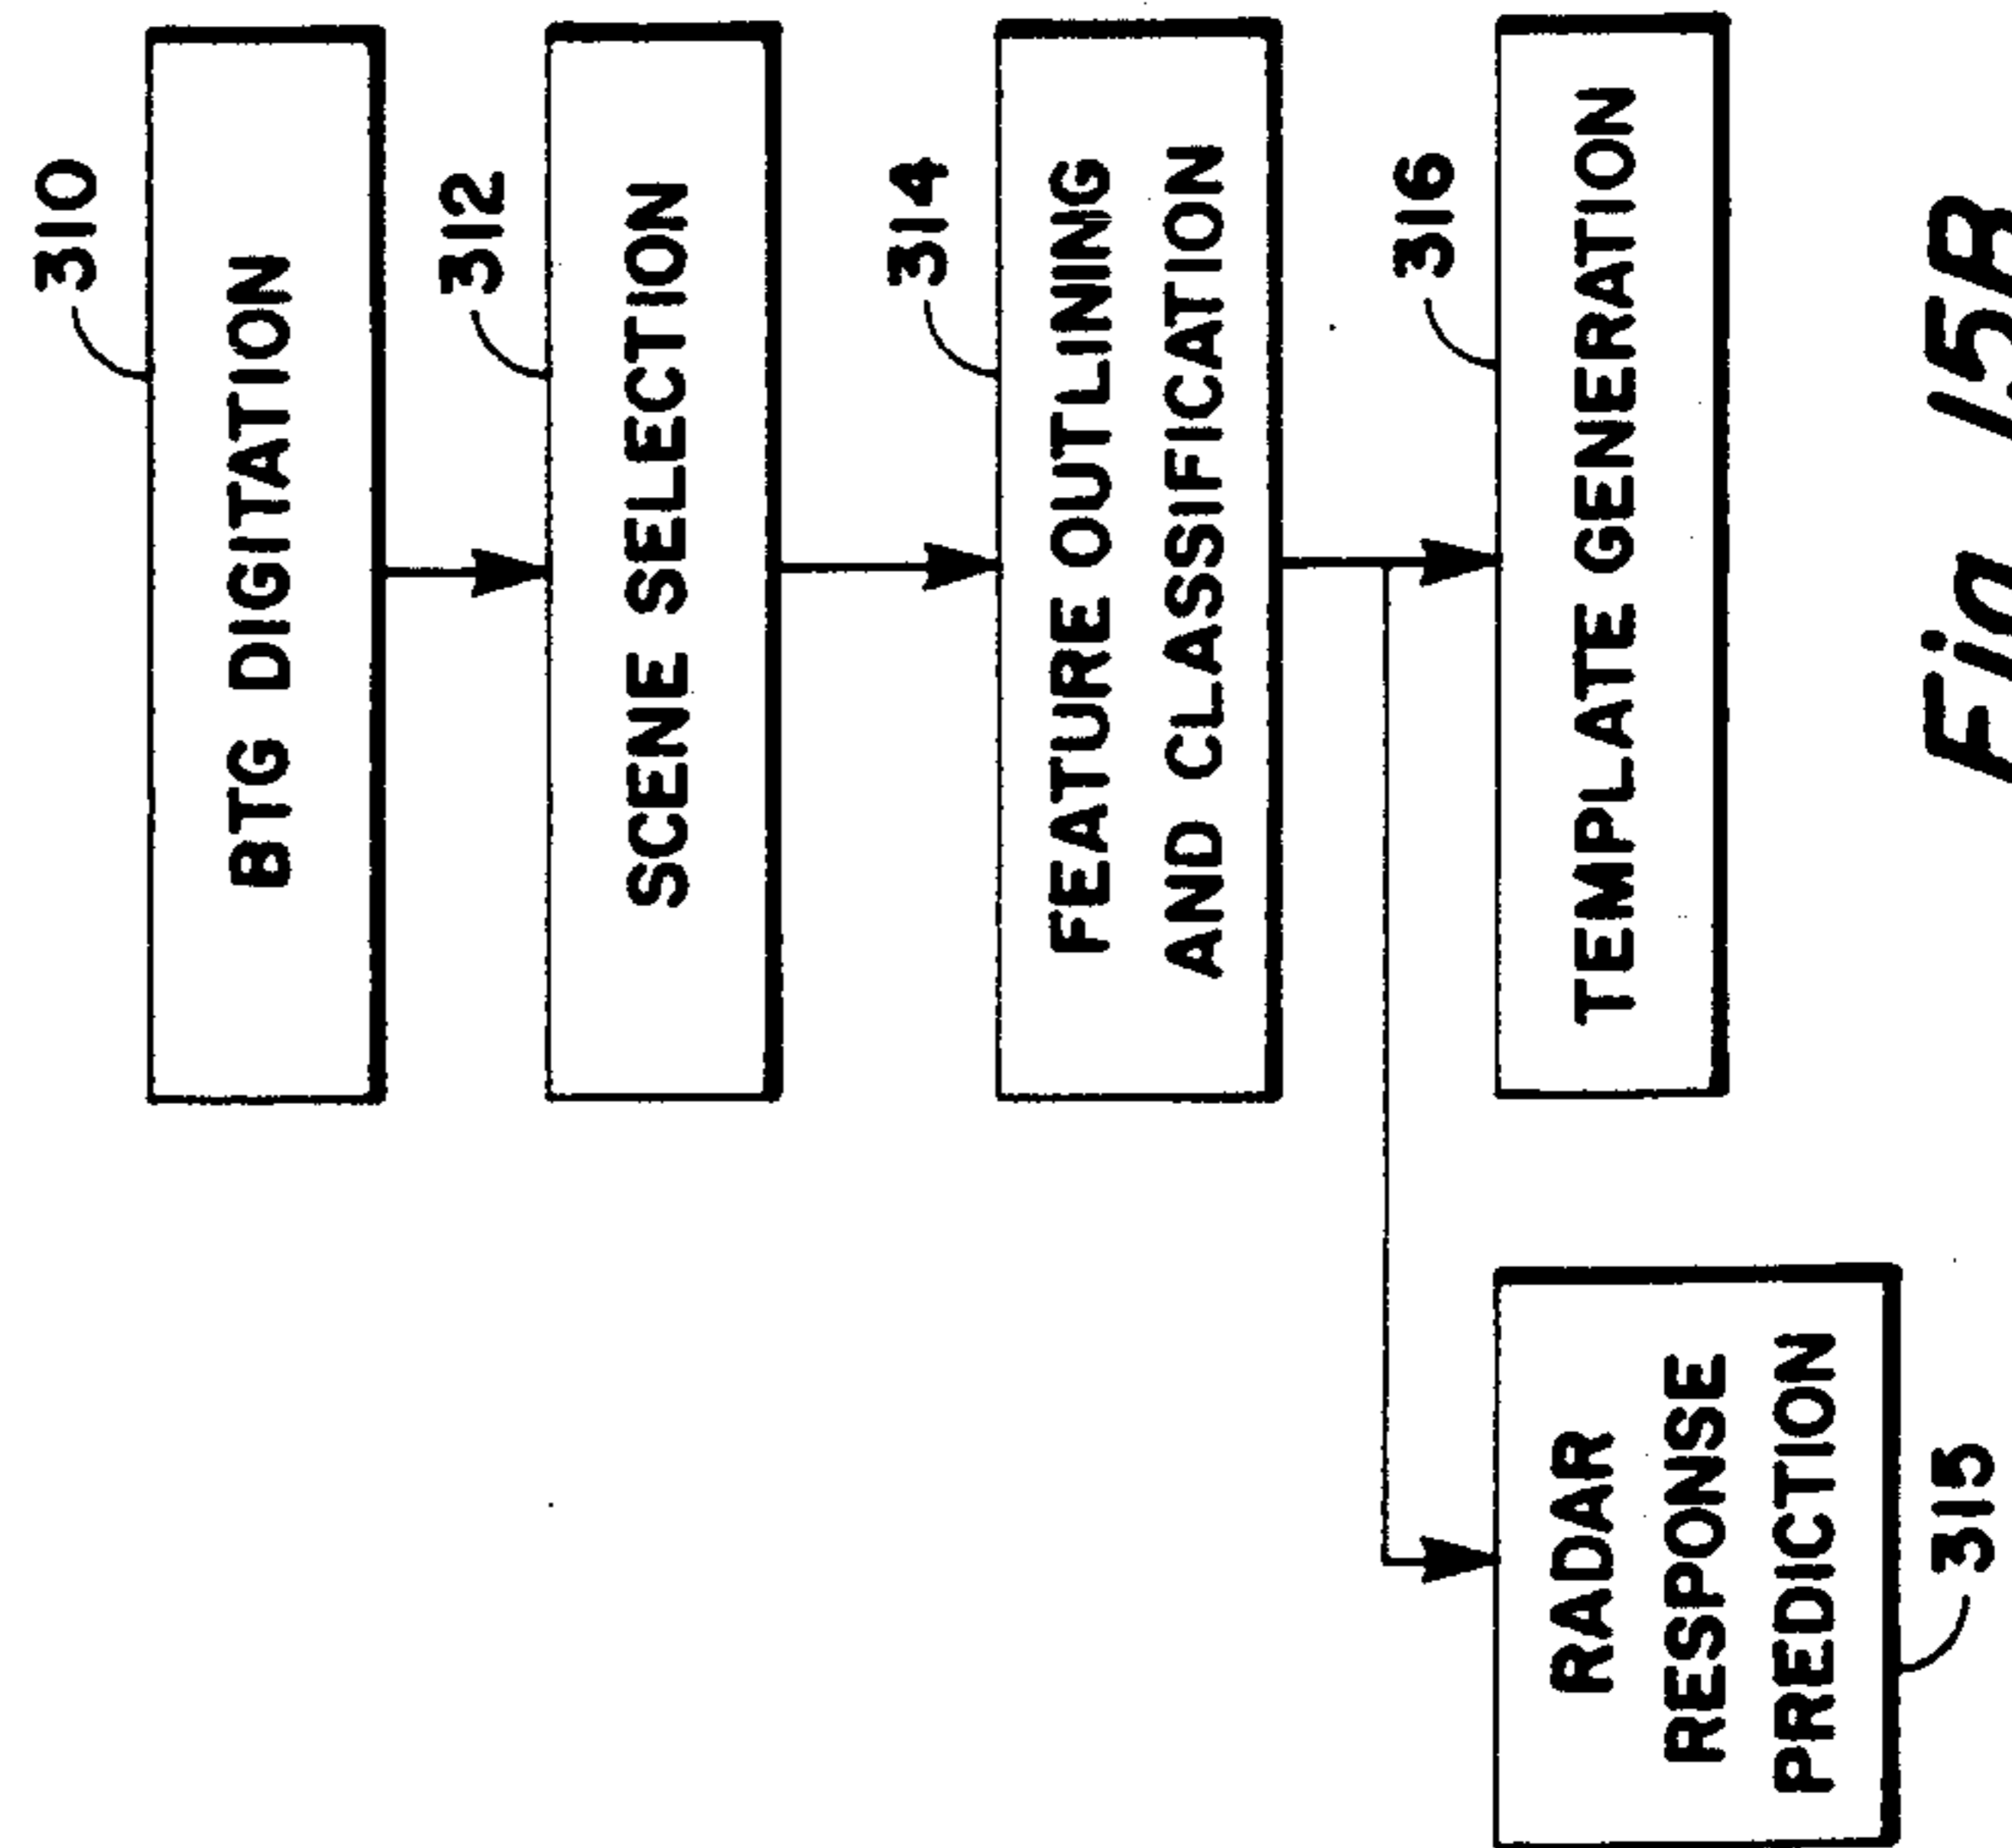 310
BTG DIGITATION
312
SCENE SELECTION
314
FEATURE OUTLINING
AND CLASSIFICATION
316
TEMPLATE GENERATION
RADAR
RESPONSE
PREDICTION
315
Fig. 15B